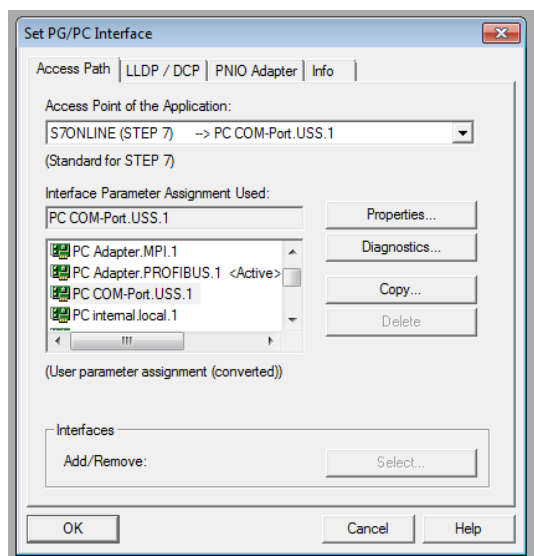 Set PG/PC Interface
Access Path LLDP / DCP PNIO Adapter Info
Access Point of the Application:
S7ONLINE (STEP 7) --> PC COM-Port.USS.1
(Standard for STEP 7)
Interface Parameter Assignment Used:
PC COM-Port.USS.1
Properties...
PC Adapter.MPI.1
Diagnostics...
PC Adapter.PROFIBUS.1 <Active>
PC COM-Port.USS.1
Copy...
PC internal.local.1
Delete
(User parameter assignment (converted))
Interfaces
Add/Remove:
Select...
OK Cancel Help